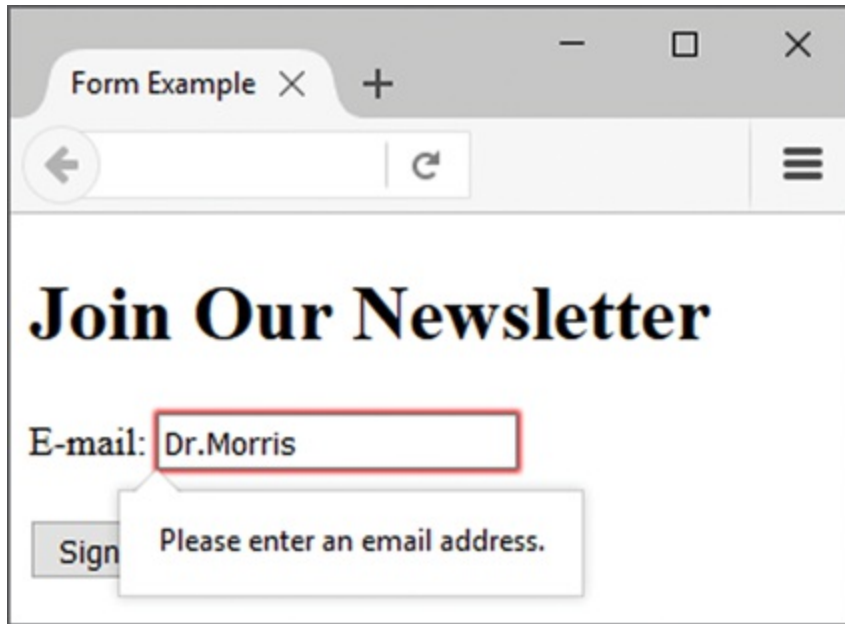 Form Example
Join Our Newsletter
E-mail: Dr.Morris
Please enter an email address.
Sign